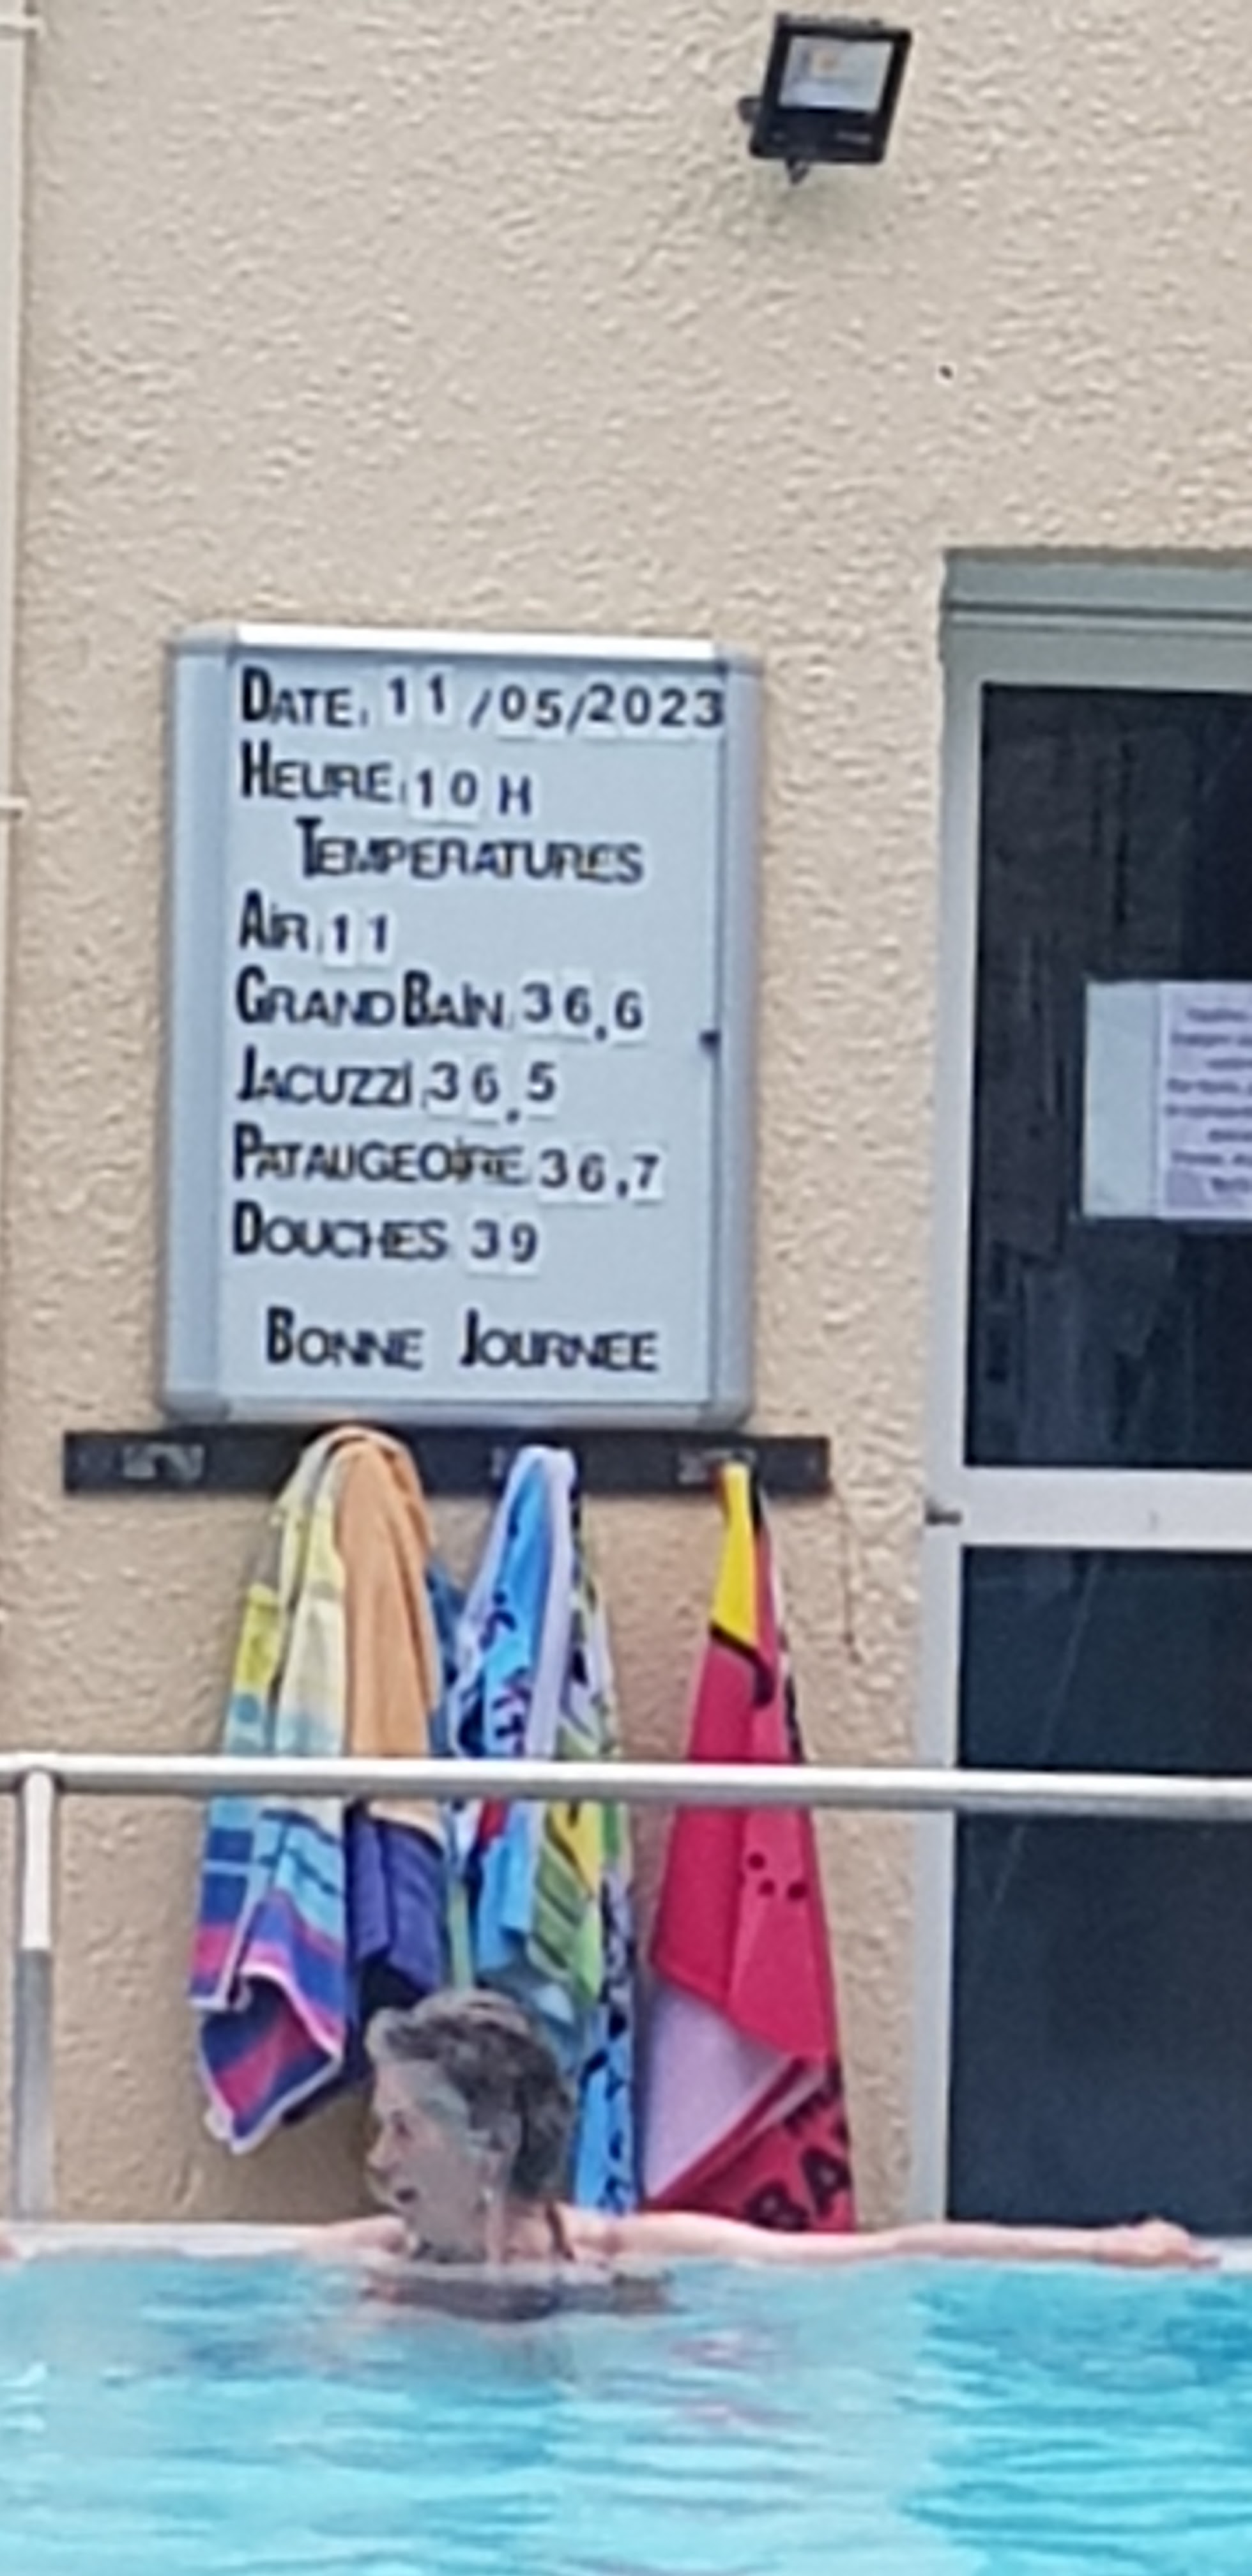 DATE: 11/05/2023
HEURE: 10 H
TEMPERATURES
AiR: 11
GRAND BAiN: 36,6
JACUZZi: 36,5
PATAUGEOiRE: 36,7
DOUCHES: 39
BONNE JOURNEE
BA